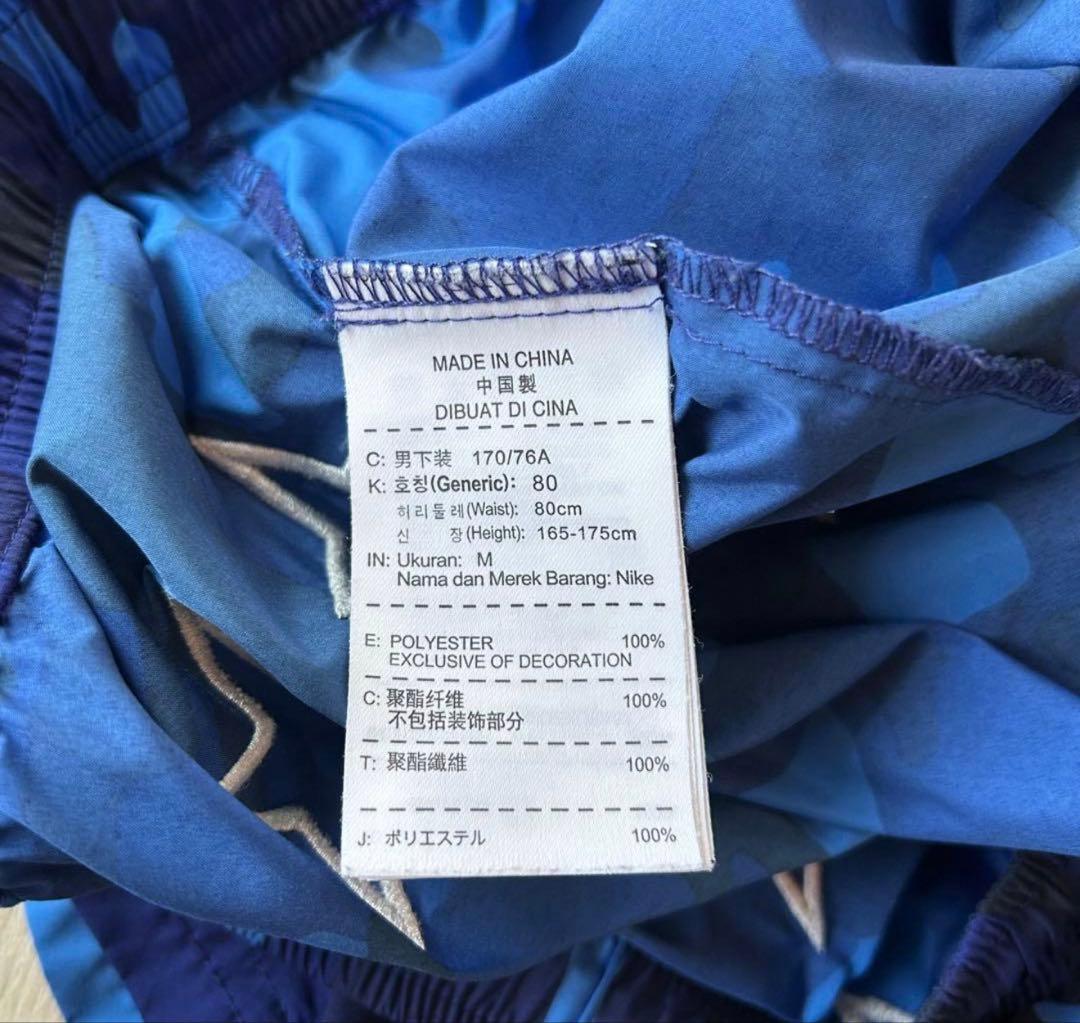 MADE IN CHINA
中国製
DIBUAT DI CINA
C: 男下装 170/76A
K: 호칭(Generic): 80
허리둘레(Waist): 80cm
신 장(Height): 165-175cm
IN: Ukuran: M
Nama dan Merek Barang: Nike
E: POLYESTER 100%
EXCLUSIVE OF DECORATION
C: 聚酯纤维 100%
不包括装饰部分
T: 聚酯纖維 100%
J: ポリエステル 100%